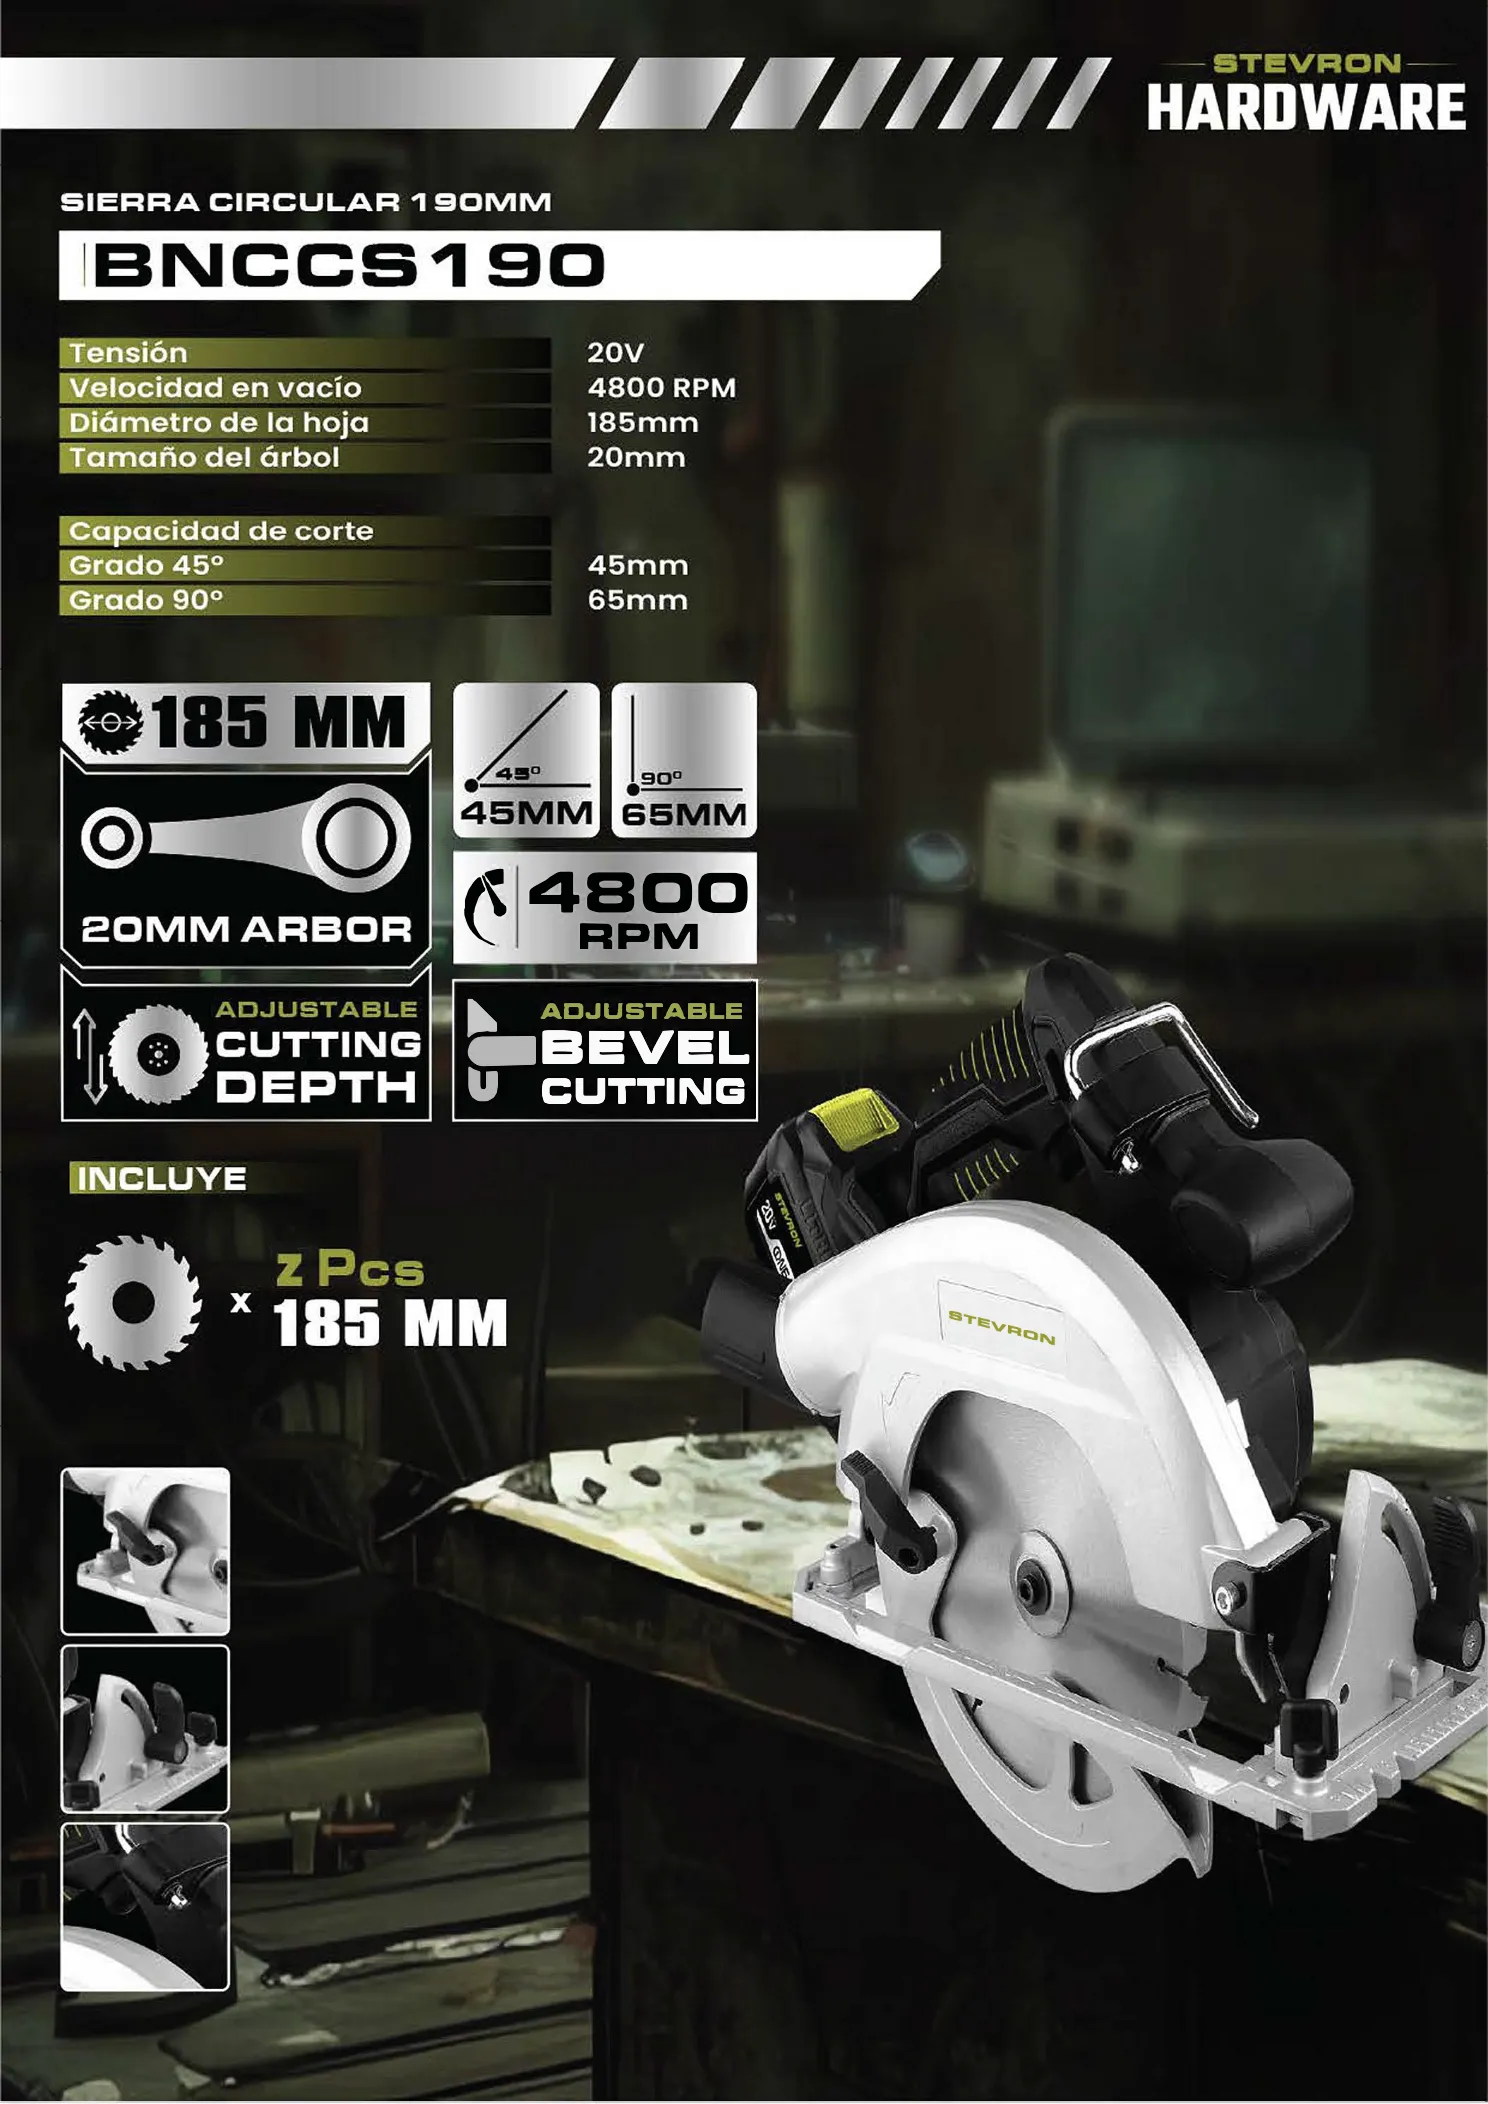 STEVRON
HARDWARE
SIERRA CIRCULAR 190MM
BNCCS190
Tensión 20V
Velocidad en vacío 4800 RPM
Diámetro de la hoja 185mm
Tamaño del árbol 20mm
Capacidad de corte
Grado 45° 45mm
Grado 90° 65mm
185 MM
20MM ARBOR
45°
45MM
90°
65MM
4800
RPM
ADJUSTABLE
CUTTING
DEPTH
ADJUSTABLE
BEVEL
CUTTING
INCLUYE
x
2 Pcs
185 MM
20V
STEVRON
STEVRON